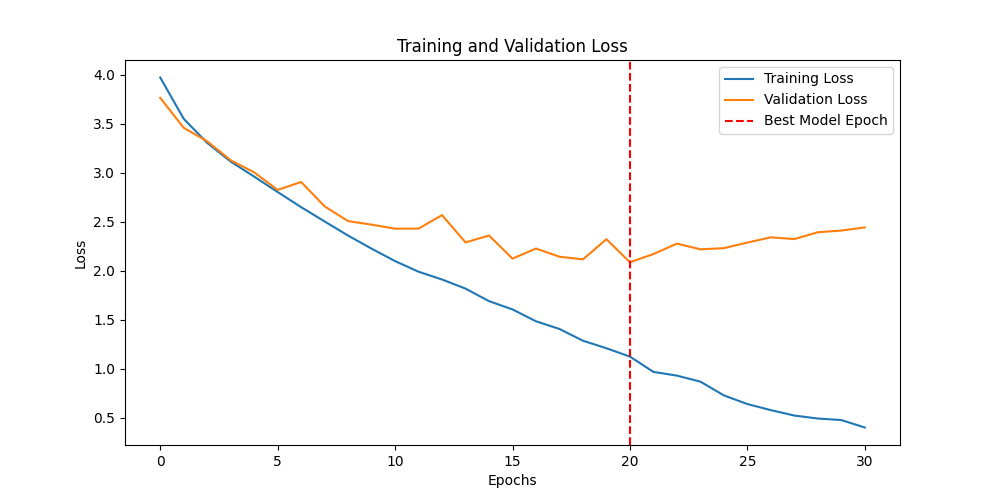 Training and Validation Loss
Training Loss
Validation Loss
Best Model Epoch
4.0
3.5
3.0
2.5
2.0
1.5
1.0
0.5
Loss
0 5 10 15 20 25 30
Epochs